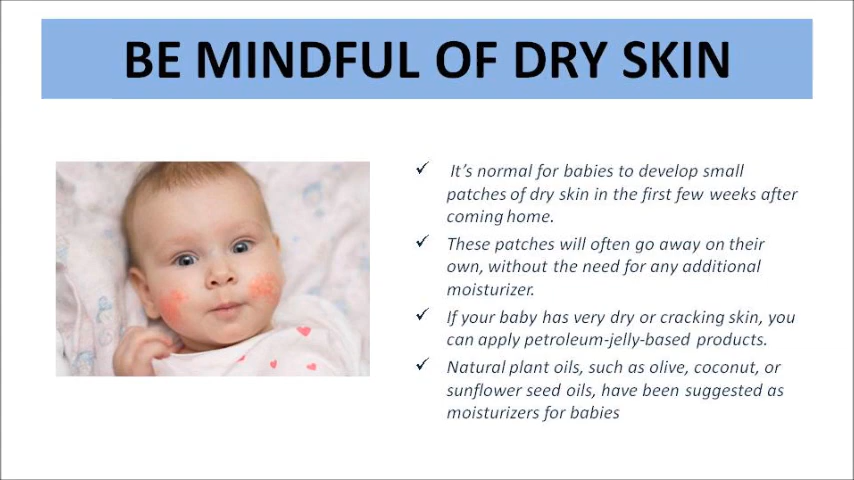 BE MINDFUL OF DRY SKIN
✓ It's normal for babies to develop small
patches of dry skin in the first few weeks after
coming home.
✓ These patches will often go away on their
own, without the need for any additional
moisturizer.
✓ If your baby has very dry or cracking skin, you
can apply petroleum-jelly-based products.
✓ Natural plant oils, such as olive, coconut, or
sunflower seed oils, have been suggested as
moisturizers for babies